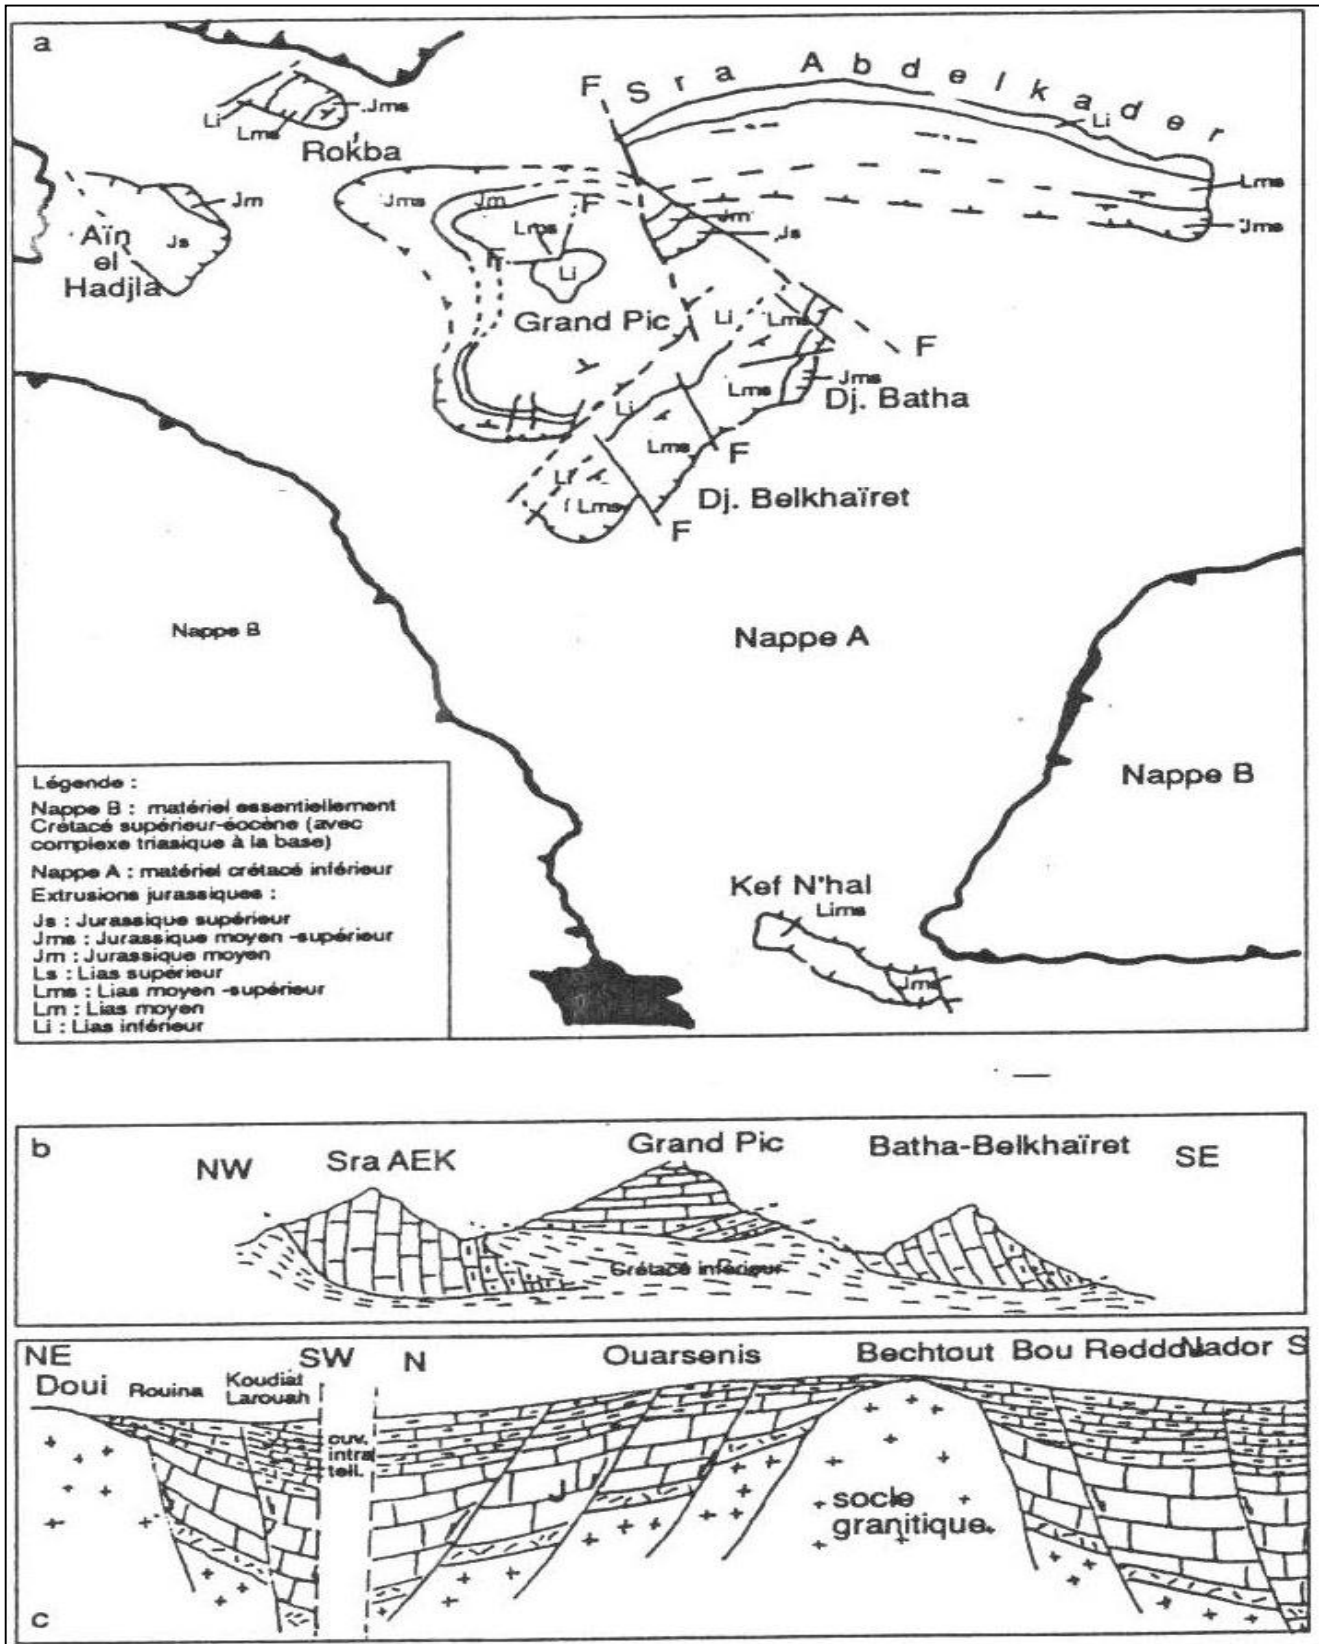 a
F Sra Abdelkader
Jms
Li
Lms
Rokba
Li
Lms
Jms
Jm
Js
Aïn
el
Hadjla
Jms
Jm
F
Lms
F
Li
Grand Pic
Jm
Js
Li
Lms
F
Lms
Jms
Dj. Batha
Li
Lms
F
Li
Lms
Dj. Belkhaïret
F
Nappe B
Nappe A
Nappe B
Kef N'hal
Lims
Jms
Légende :
Nappe B : matériel essentiellement
Crétacé supérieur-éocène (avec
complexe triasique à la base)
Nappe A : matériel crétacé inférieur
Extrusions jurassiques :
Js : Jurassique supérieur
Jms : Jurassique moyen -supérieur
Jm : Jurassique moyen
Ls : Lias supérieur
Lms : Lias moyen -supérieur
Lm : Lias moyen
Li : Lias inférieur
b
NW Sra AEK Grand Pic Batha-Belkhaïret SE
Crétacé inférieur
NE SW N Ouarsenis Bechtout Bou Nador S
Doui Rouina Koudiat
Larouah
cuv.
intra
tell.
socle
granitique
c